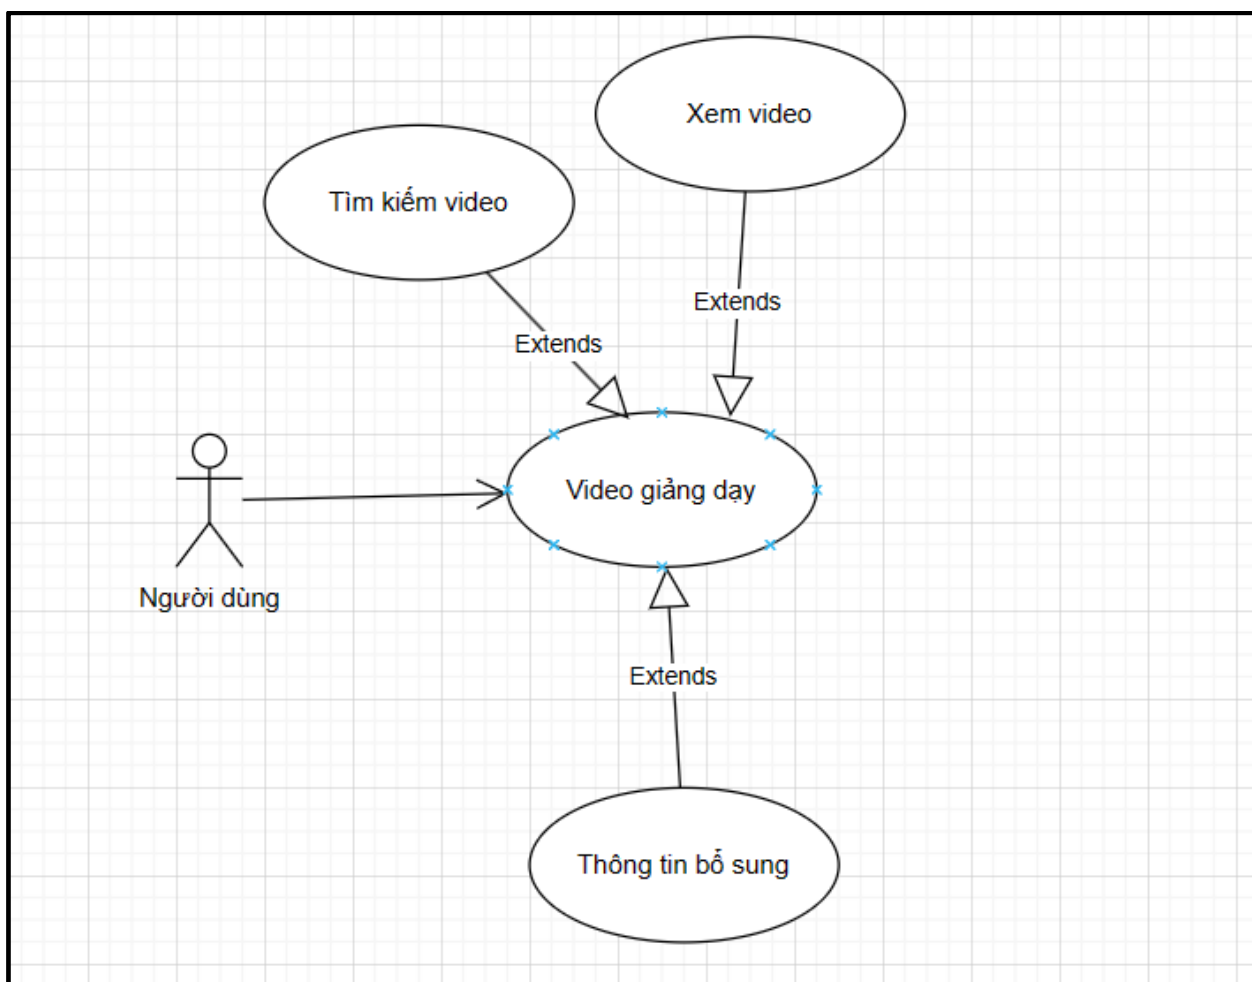 Xem video
Tìm kiếm video
Extends
Extends
Video giảng dạy
Người dùng
Extends
Thông tin bổ sung